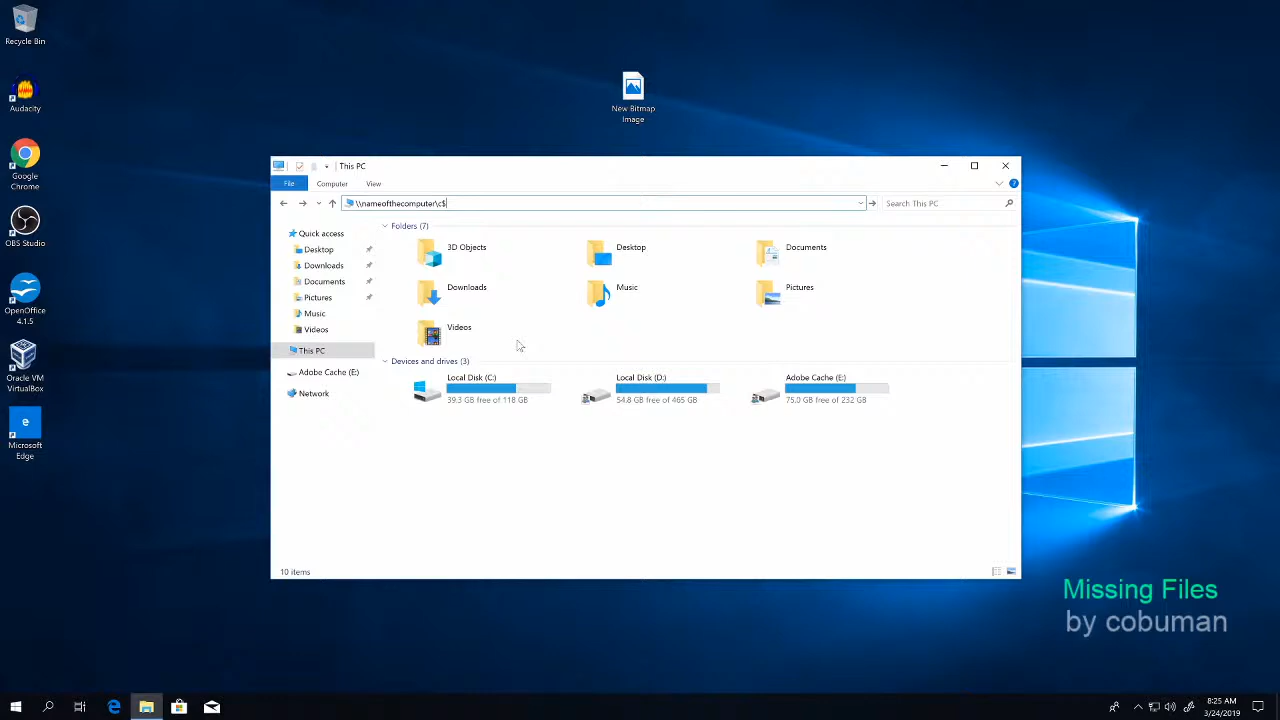 Recycle Bin
Audacity
Google
Chrome
OBS Studio
OpenOffice
4.1.5
Oracle VM
VirtualBox
Microsoft
Edge
New Bitmap
Image
This PC
File
Computer
View
\\nameofthecomputer\c$
Search This PC
Quick access
Desktop
Downloads
Documents
Pictures
Music
Videos
This PC
Adobe Cache (E:)
Network
Folders (7)
3D Objects
Desktop
Documents
Downloads
Music
Pictures
Videos
Devices and drives (3)
Local Disk (C:)
39.3 GB free of 118 GB
Local Disk (D:)
54.8 GB free of 465 GB
Adobe Cache (E:)
75.0 GB free of 232 GB
10 items
Missing Files
by cobuman
8:25 AM
3/24/2019